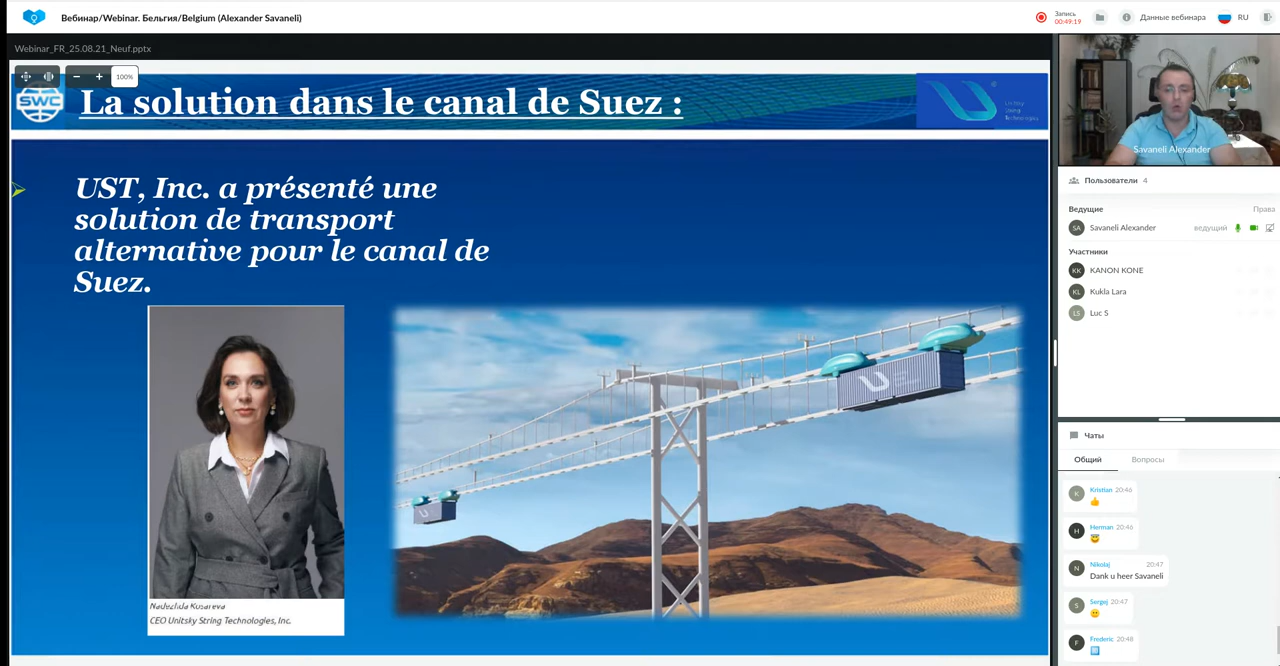 Вебинар/Webinar. Бельгия/Belgium (Alexander Savaneli)
Запись
00:49:19
Данные вебинара
RU
Webinar_FR_25.08.21_Neuf.pptx
100%
SWC
La solution dans le canal de Suez :
Unitsky
String
Technologies
UST, Inc. a présenté une
solution de transport
alternative pour le canal de
Suez.
Nadezhda Kosareva
CEO Unitsky String Technologies, Inc.
Savaneli Alexander
Пользователи 4
Ведущие
Права
SA Savaneli Alexander ведущий
Участники
KK KANON KONE
KL Kukla Lara
LS Luc S
Чаты
Общий Вопросы
K Kristian 20:46
H Herman 20:46
N Nikolaj 20:47
Dank u heer Savaneli
S Sergej 20:47
F Frederic 20:48